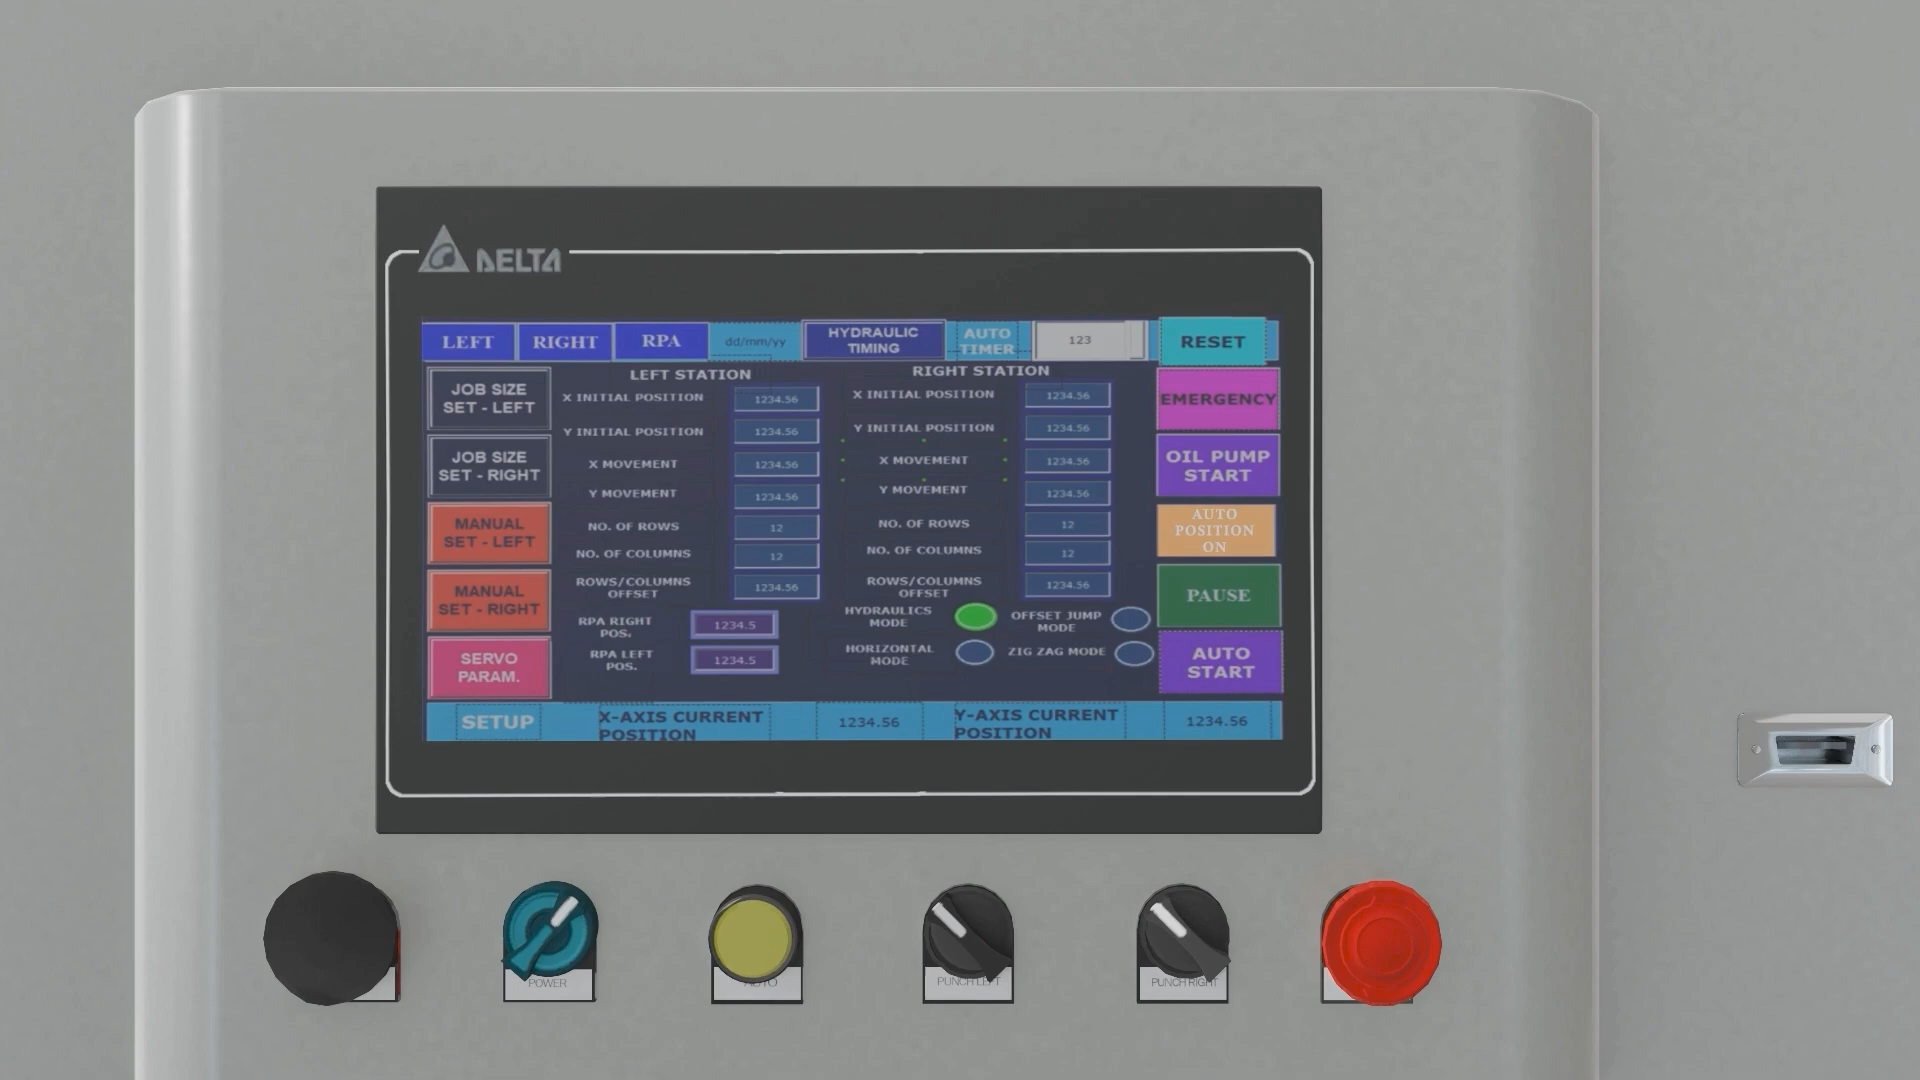 DELTA
LEFT
RIGHT
RPA
dd/mm/yy
HYDRAULIC
TIMING
AUTO
TIMER
123
RESET
JOB SIZE
SET - LEFT
JOB SIZE
SET - RIGHT
MANUAL
SET - LEFT
MANUAL
SET - RIGHT
SERVO
PARAM.
LEFT STATION
X INITIAL POSITION 1234.56
Y INITIAL POSITION 1234.56
X MOVEMENT 1234.56
Y MOVEMENT 1234.56
NO. OF ROWS 12
NO. OF COLUMNS 12
ROWS/COLUMNS
OFFSET
1234.56
RPA RIGHT
POS.
1234.5
RPA LEFT
POS.
1234.5
RIGHT STATION
X INITIAL POSITION 1234.56
Y INITIAL POSITION 1234.56
X MOVEMENT 1234.56
Y MOVEMENT 1234.56
NO. OF ROWS 12
NO. OF COLUMNS 12
ROWS/COLUMNS
OFFSET
1234.56
HYDRAULICS
MODE
OFFSET JUMP
MODE
HORIZONTAL
MODE
ZIG ZAG MODE
EMERGENCY
OIL PUMP
START
AUTO
POSITION
ON
PAUSE
AUTO
START
SETUP
X-AXIS CURRENT
POSITION
1234.56
Y-AXIS CURRENT
POSITION
1234.56
POWER
AUTO
PUNCH LEFT
PUNCH RIGHT